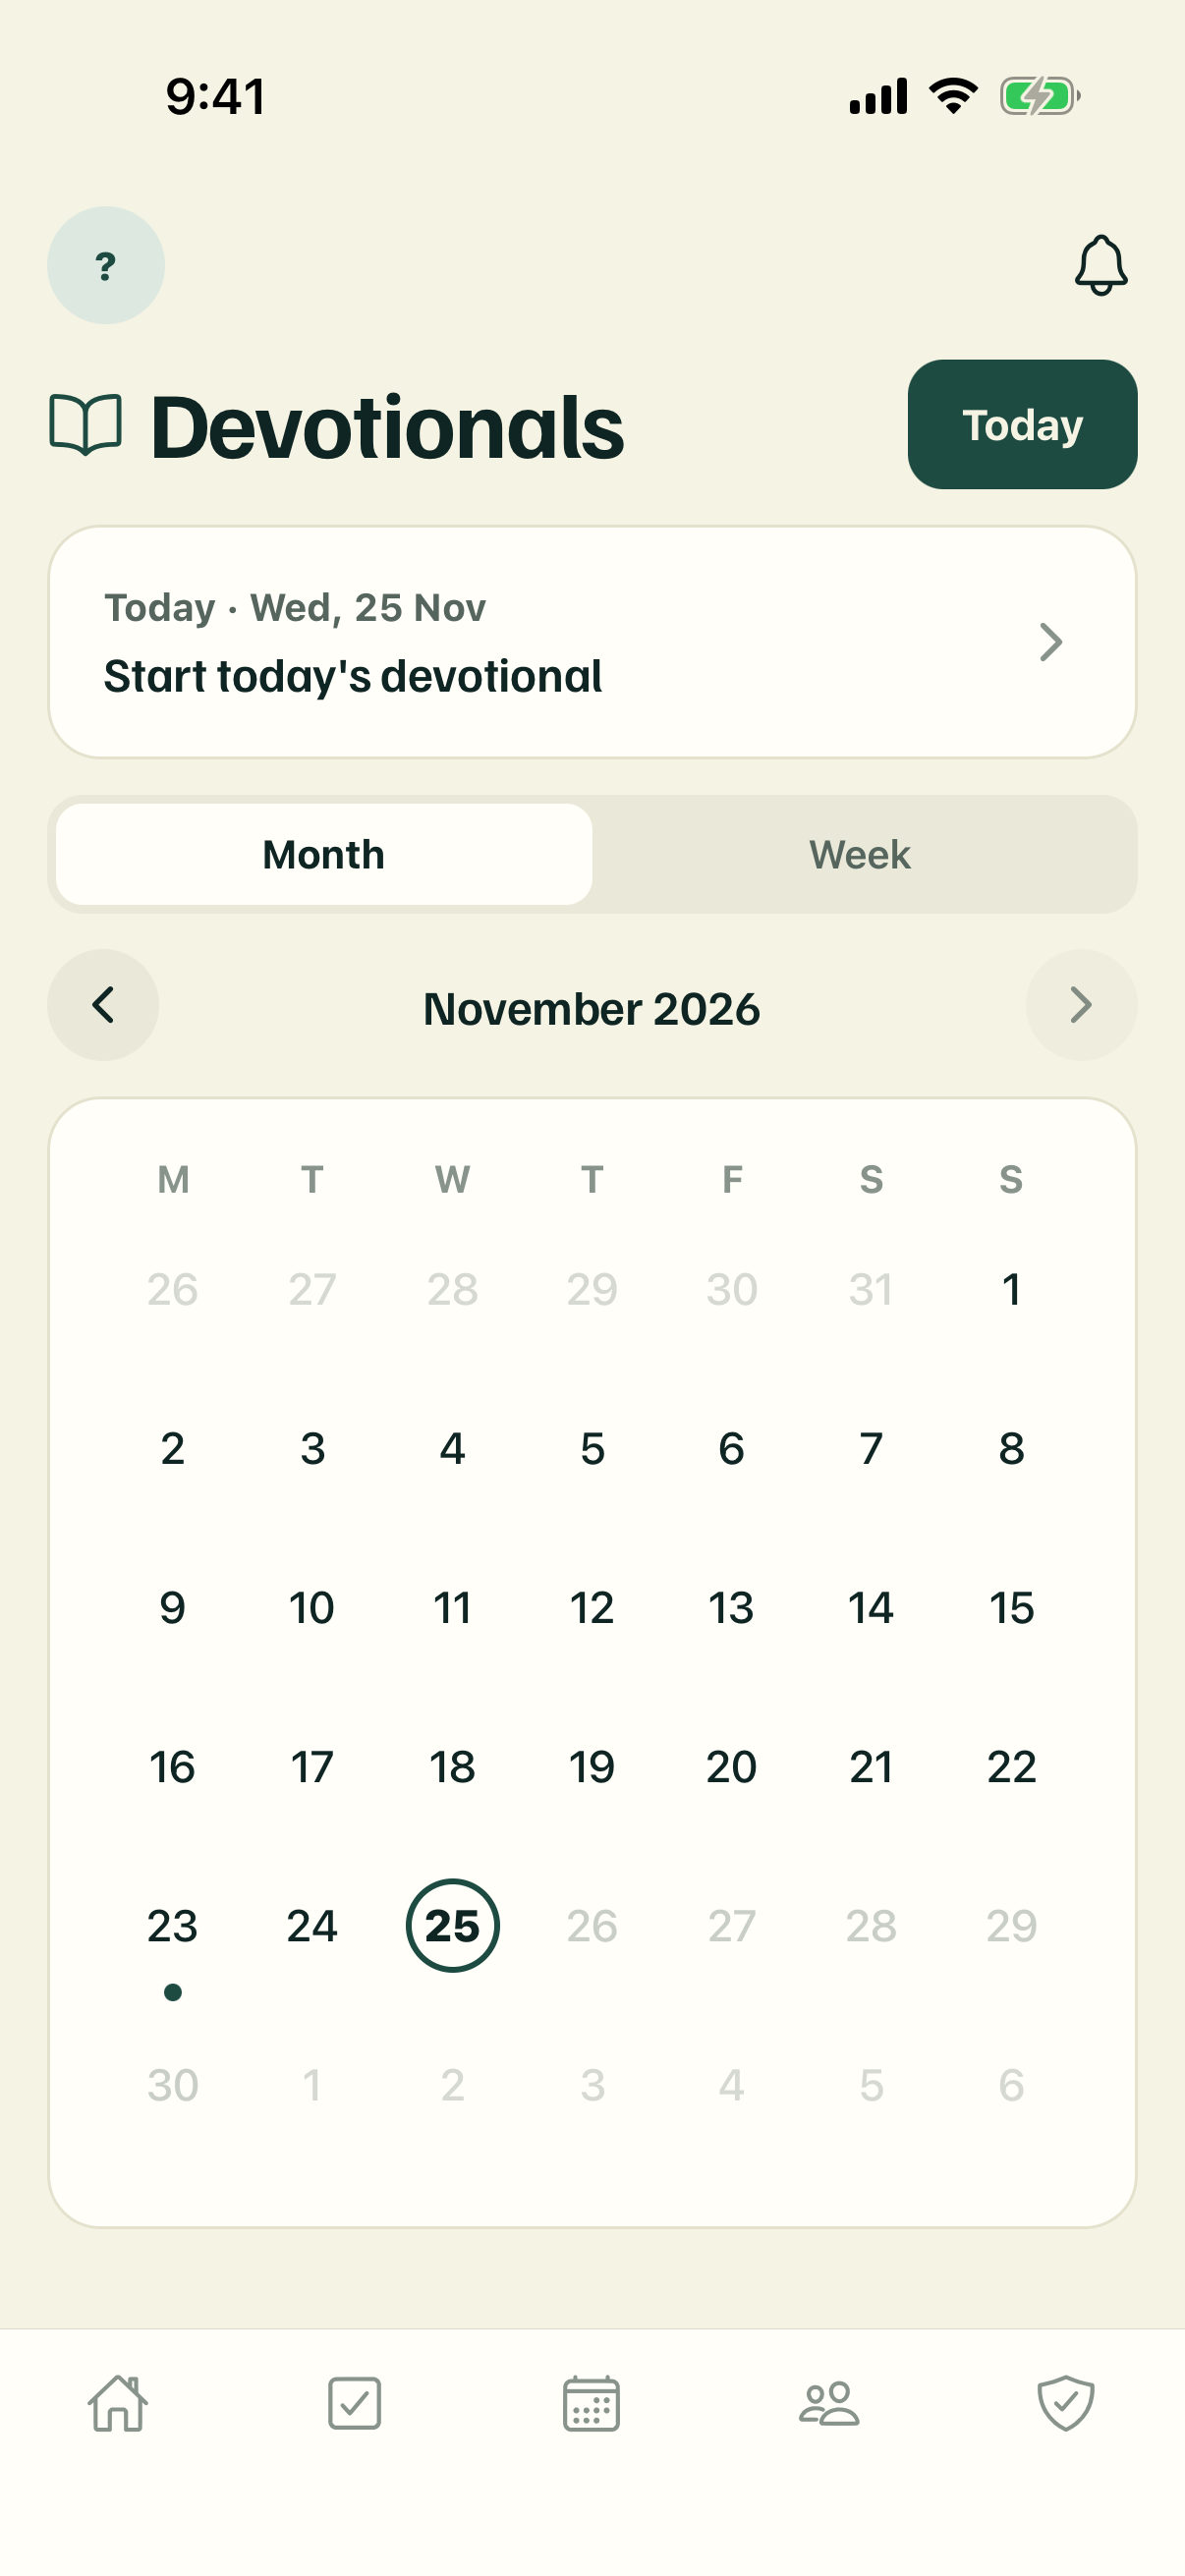 9:41
?
Devotionals
Today
Today · Wed, 25 Nov
Start today's devotional
Month Week
November 2026
M T W T F S S
26 27 28 29 30 31 1
2 3 4 5 6 7 8
9 10 11 12 13 14 15
16 17 18 19 20 21 22
23 24 25 26 27 28 29
30 1 2 3 4 5 6